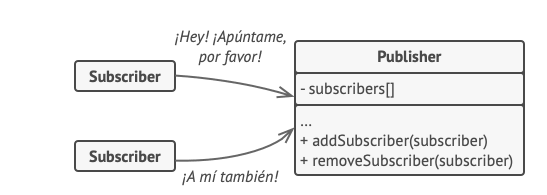 ¡Hey! ¡Apúntame,
por favor!
Subscriber
Publisher
- subscribers[]
...
+ addSubscriber(subscriber)
+ removeSubscriber(subscriber)
Subscriber
¡A mí también!